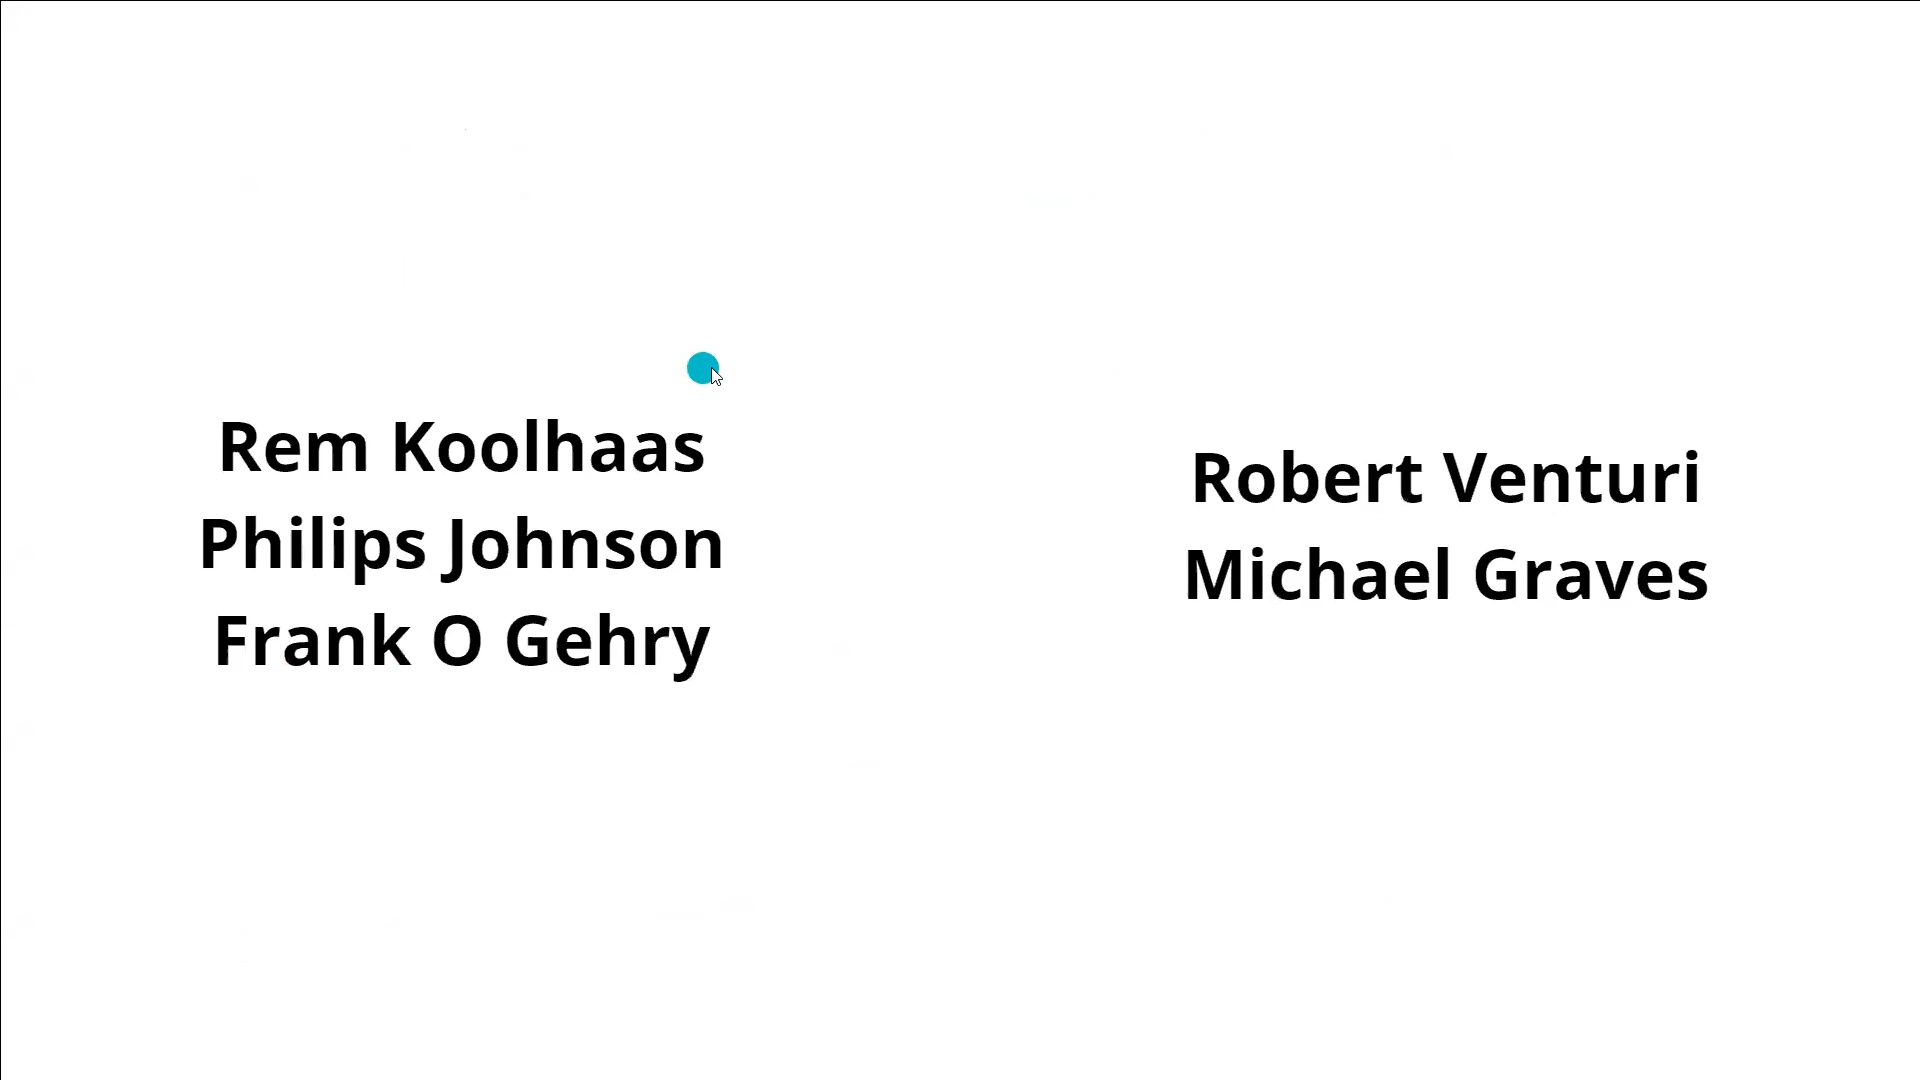 Rem Koolhaas
Philips Johnson
Frank O Gehry
Robert Venturi
Michael Graves